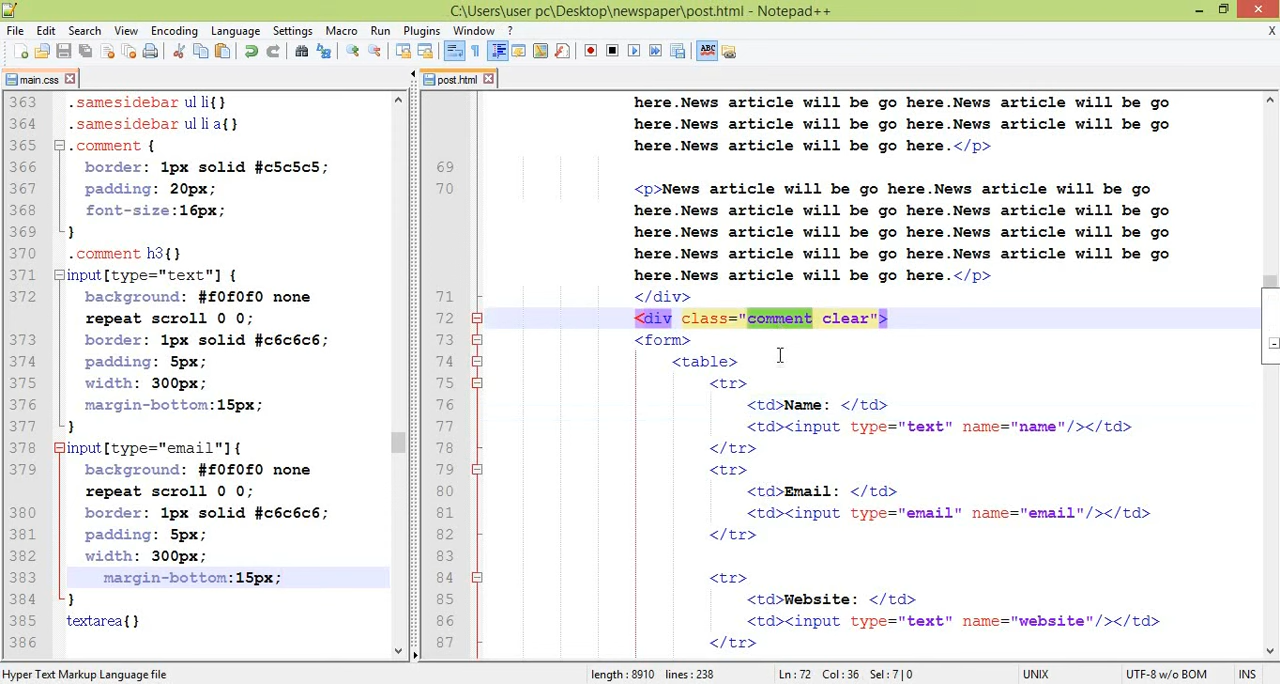 C:\Users\user pc\Desktop\newspaper\post.html - Notepad++
File Edit Search View Encoding Language Settings Macro Run Plugins Window ? X
main.css
363 .samesidebar ul li{}
364 .samesidebar ul li a{}
365 .comment {
366 border: 1px solid #c5c5c5;
367 padding: 20px;
368 font-size:16px;
369 }
370 .comment h3{}
371 input[type="text"] {
372 background: #f0f0f0 none
repeat scroll 0 0;
373 border: 1px solid #c6c6c6;
374 padding: 5px;
375 width: 300px;
376 margin-bottom:15px;
377 }
378 input[type="email"]{
379 background: #f0f0f0 none
repeat scroll 0 0;
380 border: 1px solid #c6c6c6;
381 padding: 5px;
382 width: 300px;
383 margin-bottom:15px;
384 }
385 textarea{}
386
post.html
here.News article will be go here.News article will be go
here.News article will be go here.News article will be go
here.News article will be go here.</p>
69
70 <p>News article will be go here.News article will be go
here.News article will be go here.News article will be go
here.News article will be go here.News article will be go
here.News article will be go here.News article will be go
here.News article will be go here.</p>
71 </div>
72 <div class="comment clear">
73 <form>
74 <table>
75 <tr>
76 <td>Name: </td>
77 <td><input type="text" name="name"/></td>
78 </tr>
79 <tr>
80 <td>Email: </td>
81 <td><input type="email" name="email"/></td>
82 </tr>
83
84 <tr>
85 <td>Website: </td>
86 <td><input type="text" name="website"/></td>
87 </tr>
Hyper Text Markup Language file length : 8910 lines : 238 Ln : 72 Col : 36 Sel : 7 | 0 UNIX UTF-8 w/o BOM INS